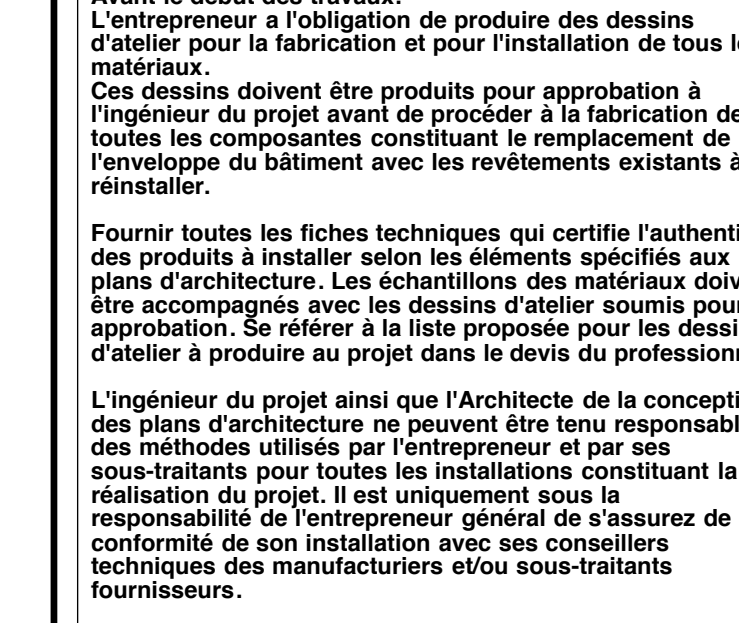 Avant le début des travaux.
L'entrepreneur a l'obligation de produire des dessins
d'atelier pour la fabrication et pour l'installation de tous
matériaux.
Ces dessins doivent être produits pour approbation à
l'ingénieur du projet avant de procéder à la fabrication de
toutes les composantes constituant le remplacement de
l'enveloppe du bâtiment avec les revêtements existants à
réinstaller.

Fournir toutes les fiches techniques qui certifie
des produits à installer selon les éléments spécifiés aux
plans d'architecture. Les échantillons des matériaux
être accompagnés avec les dessins d'atelier soumis pour
approbation. Se référer à la liste proposée pour les
d'atelier à produire au projet dans le devis du

L'ingénieur du projet ainsi que l'Architecte de la
des plans d'architecture ne peuvent être tenu
des méthodes utilisés par l'entrepreneur et par ses
sous-traitants pour toutes les installations constituant la
réalisation du projet. Il est uniquement sous la
responsabilité de l'entrepreneur général de s'assurez de
conformité de son installation avec ses conseillers
techniques des manufacturiers et/ou sous-traitants
fournisseurs.